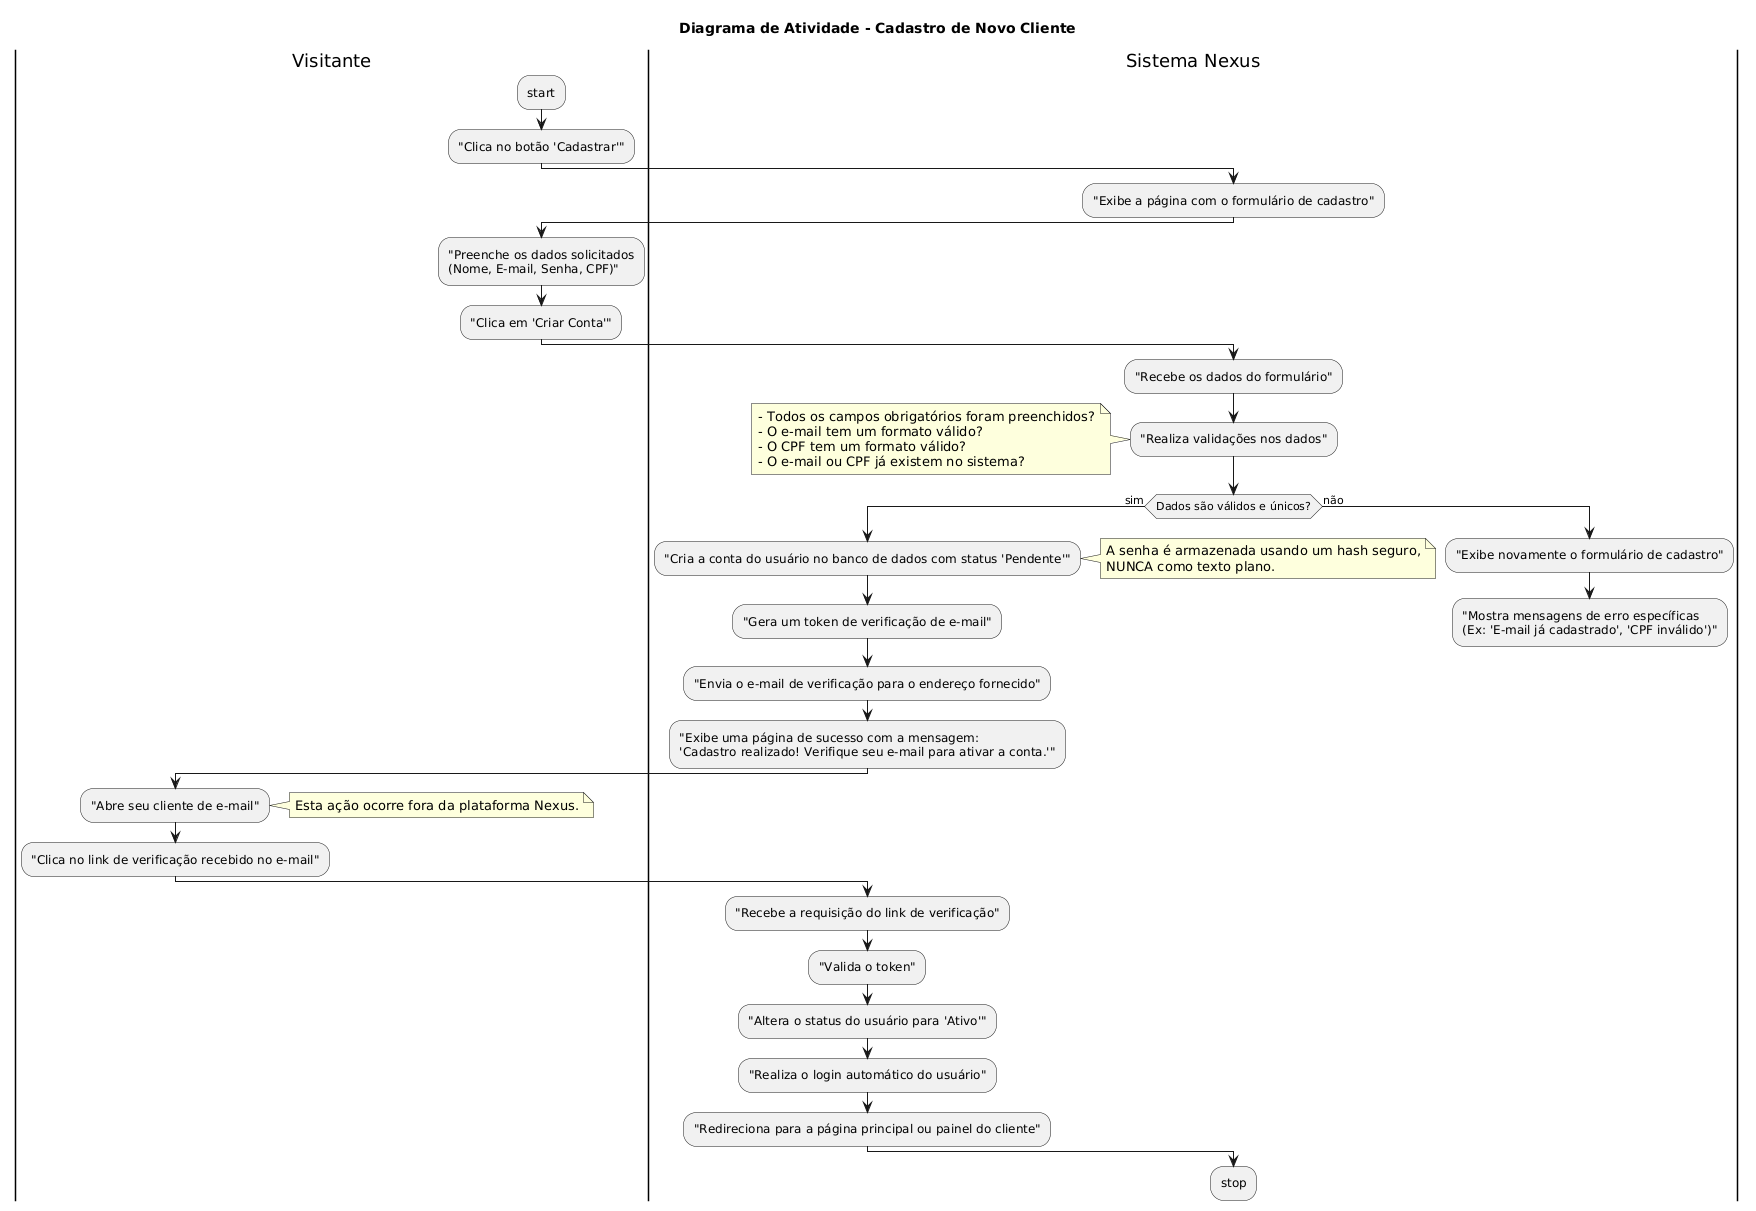 Diagrama de Atividade - Cadastro de Novo Cliente
Visitante
Sistema Nexus
start
"Clica no botão 'Cadastrar'"
"Exibe a página com o formulário de cadastro"
"Preenche os dados solicitados
(Nome, E-mail, Senha, CPF)"
"Clica em 'Criar Conta'"
"Recebe os dados do formulário"
- Todos os campos obrigatórios foram preenchidos?
- O e-mail tem um formato válido?
- O CPF tem um formato válido?
- O e-mail ou CPF já existem no sistema?
"Realiza validações nos dados"
sim
Dados são válidos e únicos?
não
"Cria a conta do usuário no banco de dados com status 'Pendente'"
A senha é armazenada usando um hash seguro,
NUNCA como texto plano.
"Exibe novamente o formulário de cadastro"
"Gera um token de verificação de e-mail"
"Mostra mensagens de erro específicas
(Ex: 'E-mail já cadastrado', 'CPF inválido')"
"Envia o e-mail de verificação para o endereço fornecido"
"Exibe uma página de sucesso com a mensagem:
'Cadastro realizado! Verifique seu e-mail para ativar a conta.'"
"Abre seu cliente de e-mail"
Esta ação ocorre fora da plataforma Nexus.
"Clica no link de verificação recebido no e-mail"
"Recebe a requisição do link de verificação"
"Valida o token"
"Altera o status do usuário para 'Ativo'"
"Realiza o login automático do usuário"
"Redireciona para a página principal ou painel do cliente"
stop